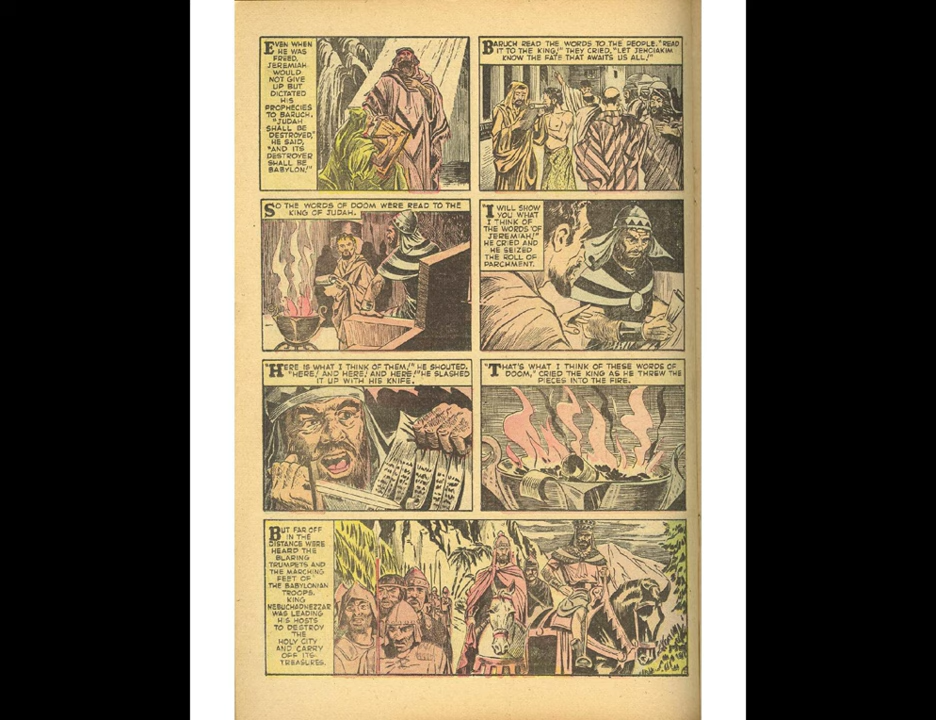 EVEN WHEN
HE WAS
FREED,
JEREMIAH
WOULD
NOT GIVE
UP BUT
DICTATED
HIS
PROPHECIES
TO BARUCH.
"JUDAH
SHALL BE
DESTROYED,"
HE SAID,
"AND ITS
DESTROYER
SHALL BE
BABYLON!"
BARUCH READ THE WORDS TO THE PEOPLE. "READ
IT TO THE KING!" THEY CRIED, "LET JEHOIAKIM
KNOW THE FATE THAT AWAITS US ALL!"
SO THE WORDS OF DOOM WERE READ TO THE
KING OF JUDAH.
"I WILL SHOW
YOU WHAT
I THINK OF
THE WORDS OF
JEREMIAH!"
HE CRIED AND
HE SEIZED
THE ROLL OF
PARCHMENT.
"HERE IS WHAT I THINK OF THEM!" HE SHOUTED.
"HERE! AND HERE! AND HERE!" HE SLASHED
IT UP WITH HIS KNIFE.
"THAT'S WHAT I THINK OF THESE WORDS OF
DOOM," CRIED THE KING AS HE THREW THE
PIECES INTO THE FIRE.
BUT FAR OFF
IN THE
DISTANCE WERE
HEARD THE
BLARING
TRUMPETS AND
THE MARCHING
FEET OF
THE BABYLONIAN
TROOPS.
KING
NEBUCHADNEZZAR
WAS LEADING
HIS HOSTS
TO DESTROY
THE
HOLY CITY
AND CARRY
OFF ITS
TREASURES.